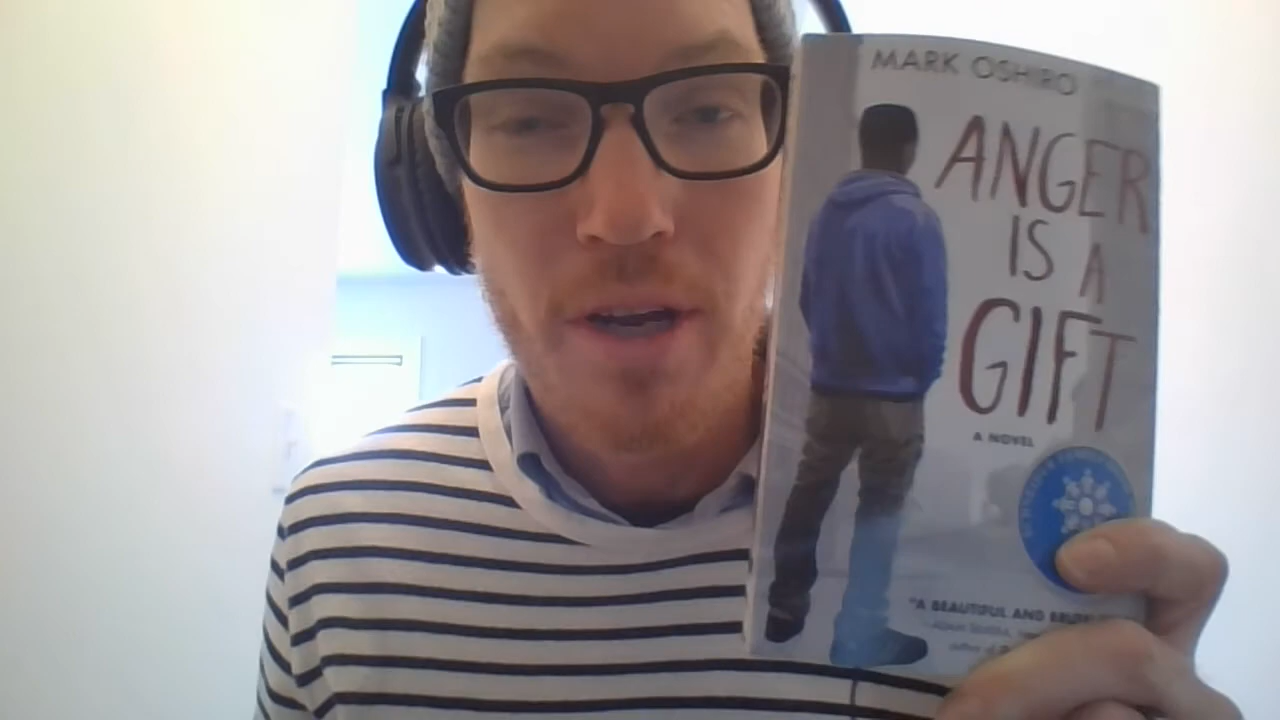 MARK OSHIRO
ANGER
IS A
GIFT
A NOVEL
"A BEAUTIFUL AND